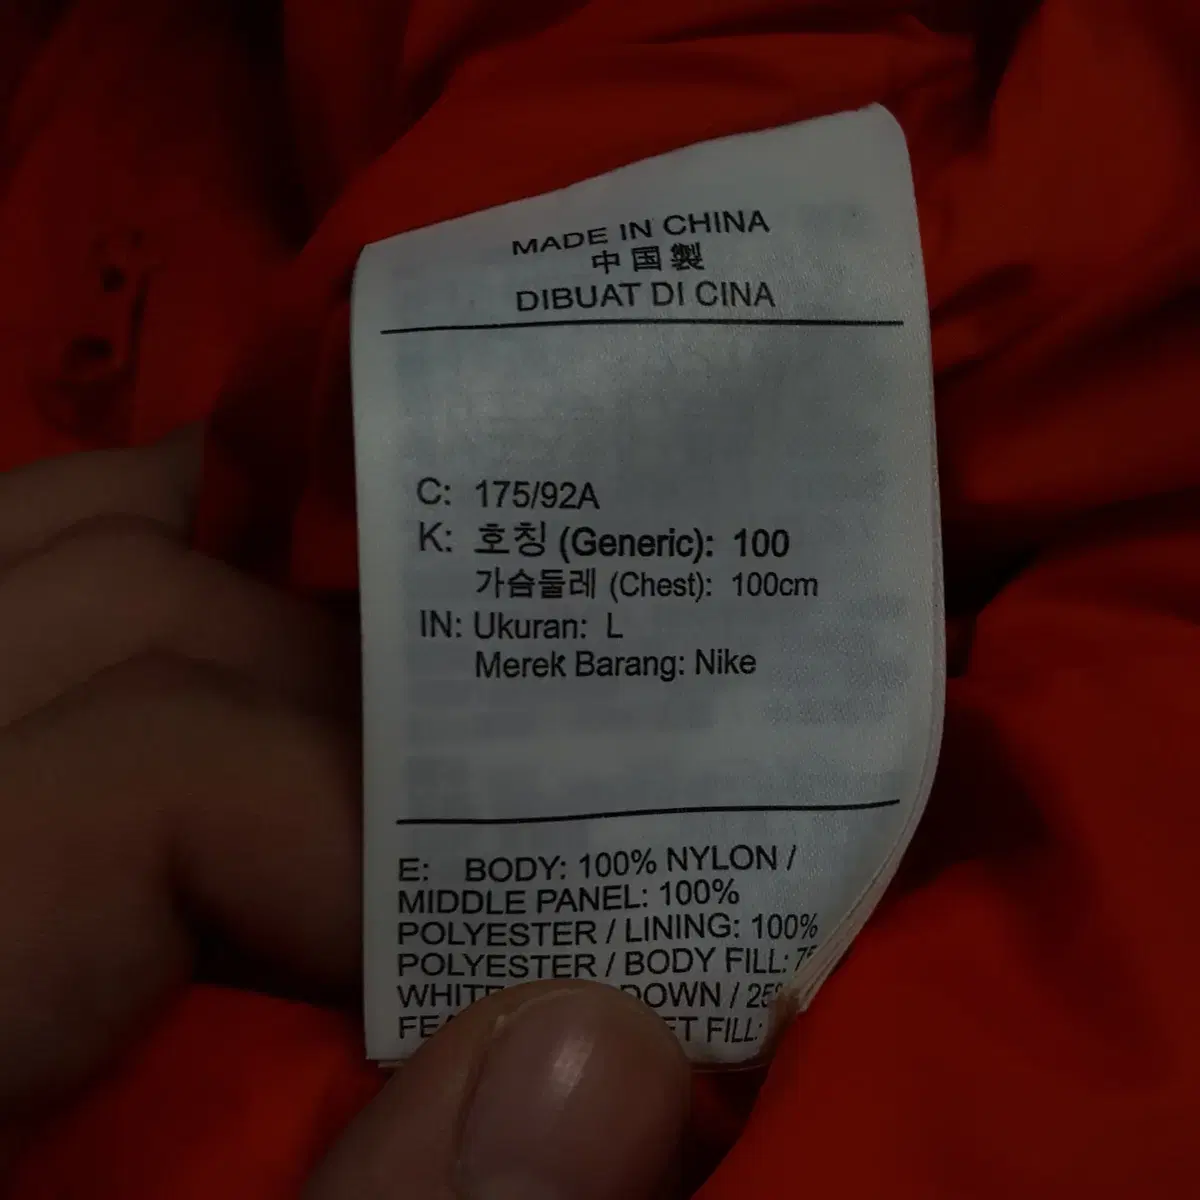 MADE IN CHINA
中国製
DIBUAT DI CINA
C: 175/92A
K: 호칭 (Generic): 100
가슴둘레 (Chest): 100cm
IN: Ukuran: L
Merek Barang: Nike
E: BODY: 100% NYLON /
MIDDLE PANEL: 100%
POLYESTER / LINING: 100%
POLYESTER / BODY FILL:
DOWN /
FILL: